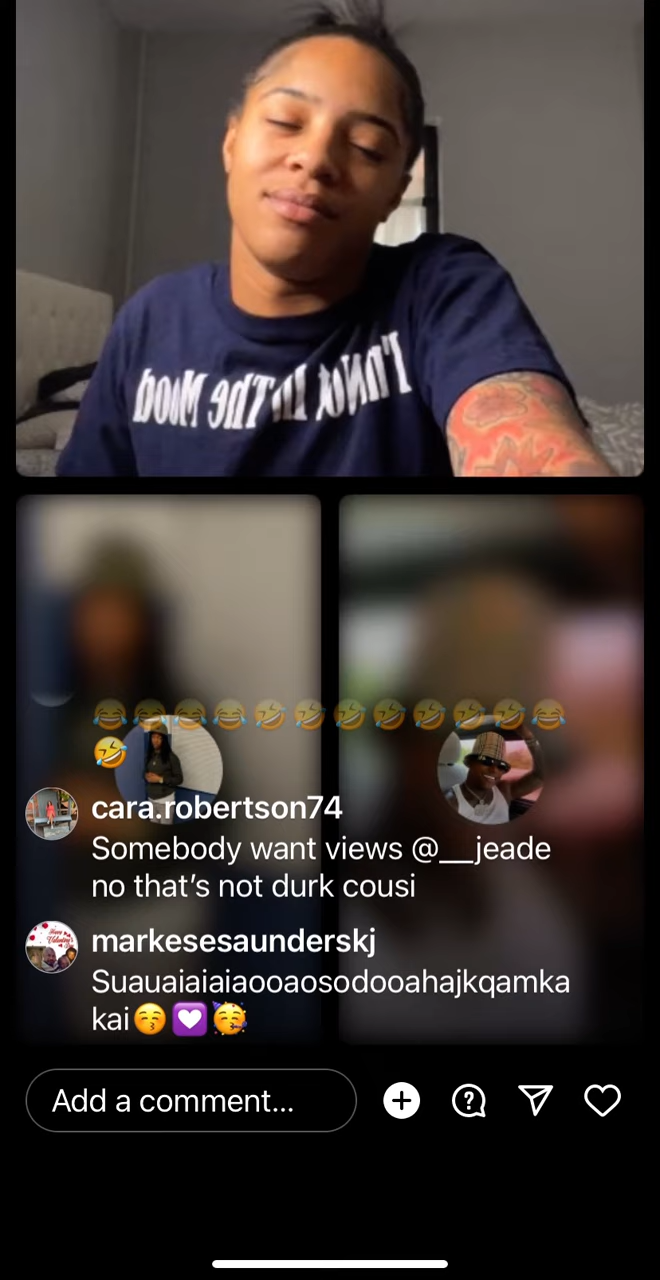 I'm Not In The Mood
😂😂😂😂🤣🤣🤣🤣🤣🤣🤣😂
🤣
cara.robertson74
Somebody want views @___jeade
no that’s not durk cousi
markesesaunderskj
Suauaiaiaiaooaosodooahajkqamka
kai😚💜🥳
Add a comment...